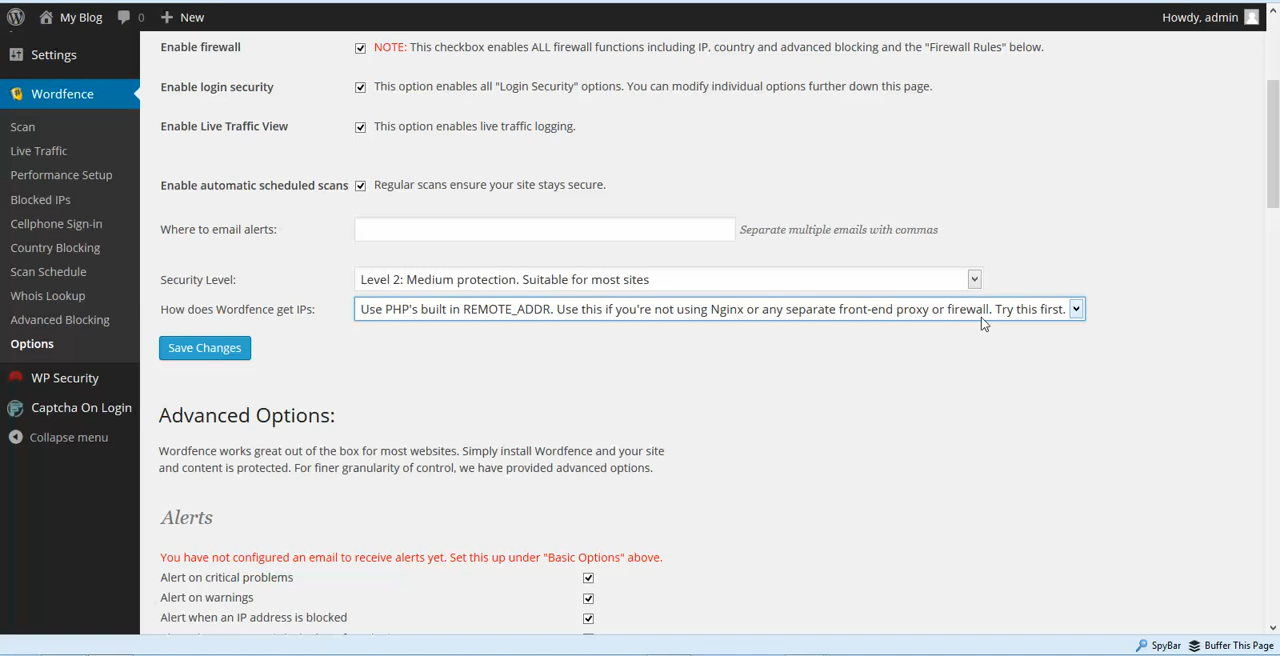 My Blog 0 New Howdy, admin
Settings
Wordfence
Scan
Live Traffic
Performance Setup
Blocked IPs
Cellphone Sign-in
Country Blocking
Scan Schedule
Whois Lookup
Advanced Blocking
Options
WP Security
Captcha On Login
Collapse menu
Enable firewall NOTE: This checkbox enables ALL firewall functions including IP, country and advanced blocking and the "Firewall Rules" below.
Enable login security This option enables all "Login Security" options. You can modify individual options further down this page.
Enable Live Traffic View This option enables live traffic logging.
Enable automatic scheduled scans Regular scans ensure your site stays secure.
Where to email alerts: Separate multiple emails with commas
Security Level: Level 2: Medium protection. Suitable for most sites
How does Wordfence get IPs: Use PHP's built in REMOTE_ADDR. Use this if you're not using Nginx or any separate front-end proxy or firewall. Try this first.
Save Changes
Advanced Options:
Wordfence works great out of the box for most websites. Simply install Wordfence and your site
and content is protected. For finer granularity of control, we have provided advanced options.
Alerts
You have not configured an email to receive alerts yet. Set this up under "Basic Options" above.
Alert on critical problems
Alert on warnings
Alert when an IP address is blocked
SpyBar Buffer This Page